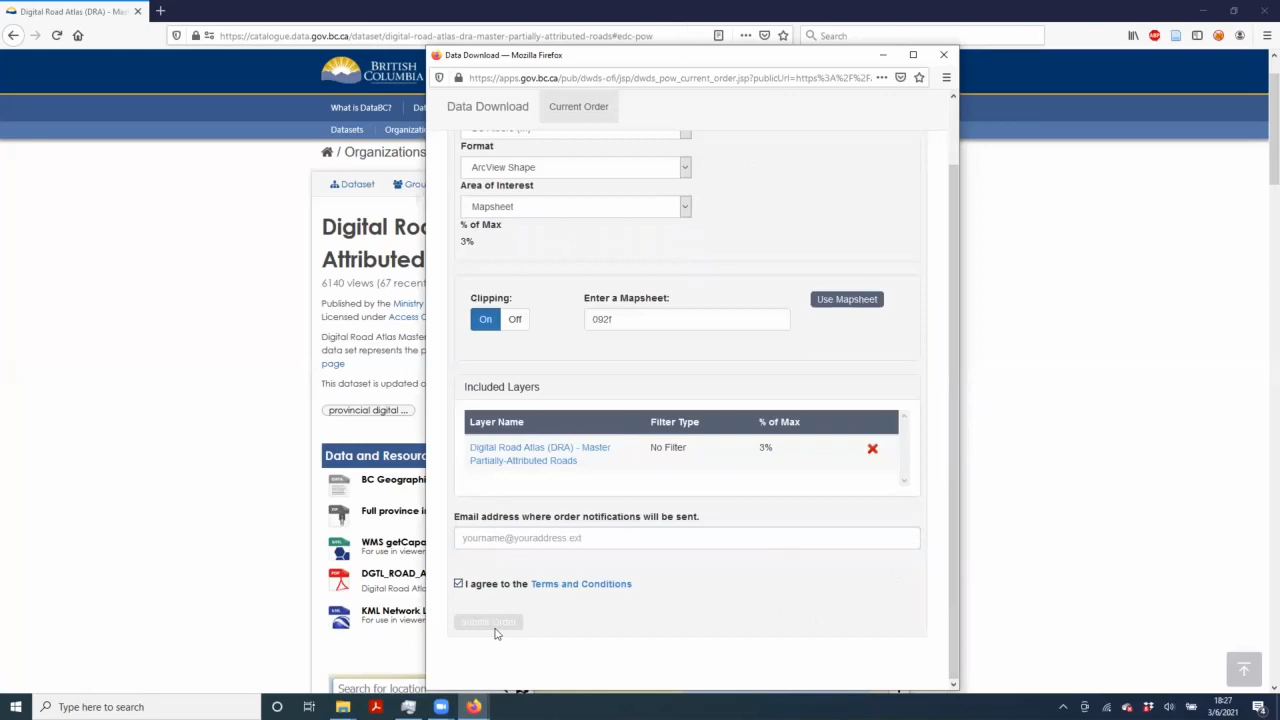 Digital Road Atlas (DRA) - Mas
https://catalogue.data.gov.bc.ca/dataset/digital-road-atlas-dra-master-partially-attributed-roads#edc-pow
Search
Data Download — Mozilla Firefox
https://apps.gov.bc.ca/pub/dwds-ofi/jsp/dwds_pow_current_order.jsp?publicUrl=https%3A%2F%2F
BRITISH
COLUMBIA
What is DataBC?
Dat
Datasets
Organizatio
/ Organizations
Dataset
Grou
Digital Roa
Attributed
6140 views (67 recent
Published by the Ministry
Licensed under Access C
Digital Road Atlas Master
data set represents the p
page
This dataset is updated o
provincial digital ...
Data and Resourc
BC Geographi
Full province i
WMS getCapa
For use in viewer
DGTL_ROAD_A
Digital Road Atla
KML Network L
For use in viewer
Search for location
Data Download
Current Order
Format
ArcView Shape
Area of Interest
Mapsheet
% of Max
3%
Clipping:
Enter a Mapsheet:
Use Mapsheet
On
Off
092f
Included Layers
Layer Name
Filter Type
% of Max
Digital Road Atlas (DRA) - Master
Partially-Attributed Roads
No Filter
3%
Email address where order notifications will be sent.
yourname@youraddress.ext
I agree to the Terms and Conditions
Submit Order
Type here to search
18:27
3/6/2021